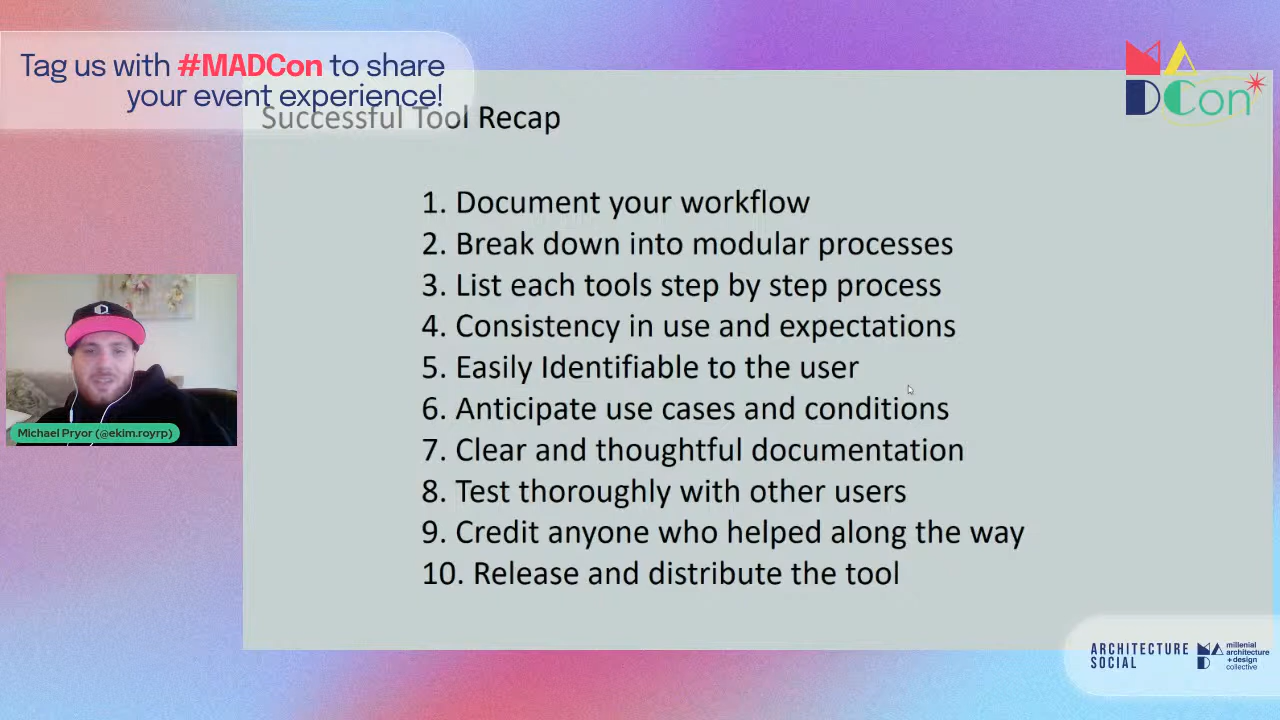 Tag us with #MADCon to share
your event experience!
MADCon
Successful Tool Recap
1. Document your workflow
2. Break down into modular processes
3. List each tools step by step process
4. Consistency in use and expectations
5. Easily Identifiable to the user
6. Anticipate use cases and conditions
7. Clear and thoughtful documentation
8. Test thoroughly with other users
9. Credit anyone who helped along the way
10. Release and distribute the tool
Michael Pryor (@ekim.royrp)
ARCHITECTURE
SOCIAL
MAD
millenial
architecture
+design
collective